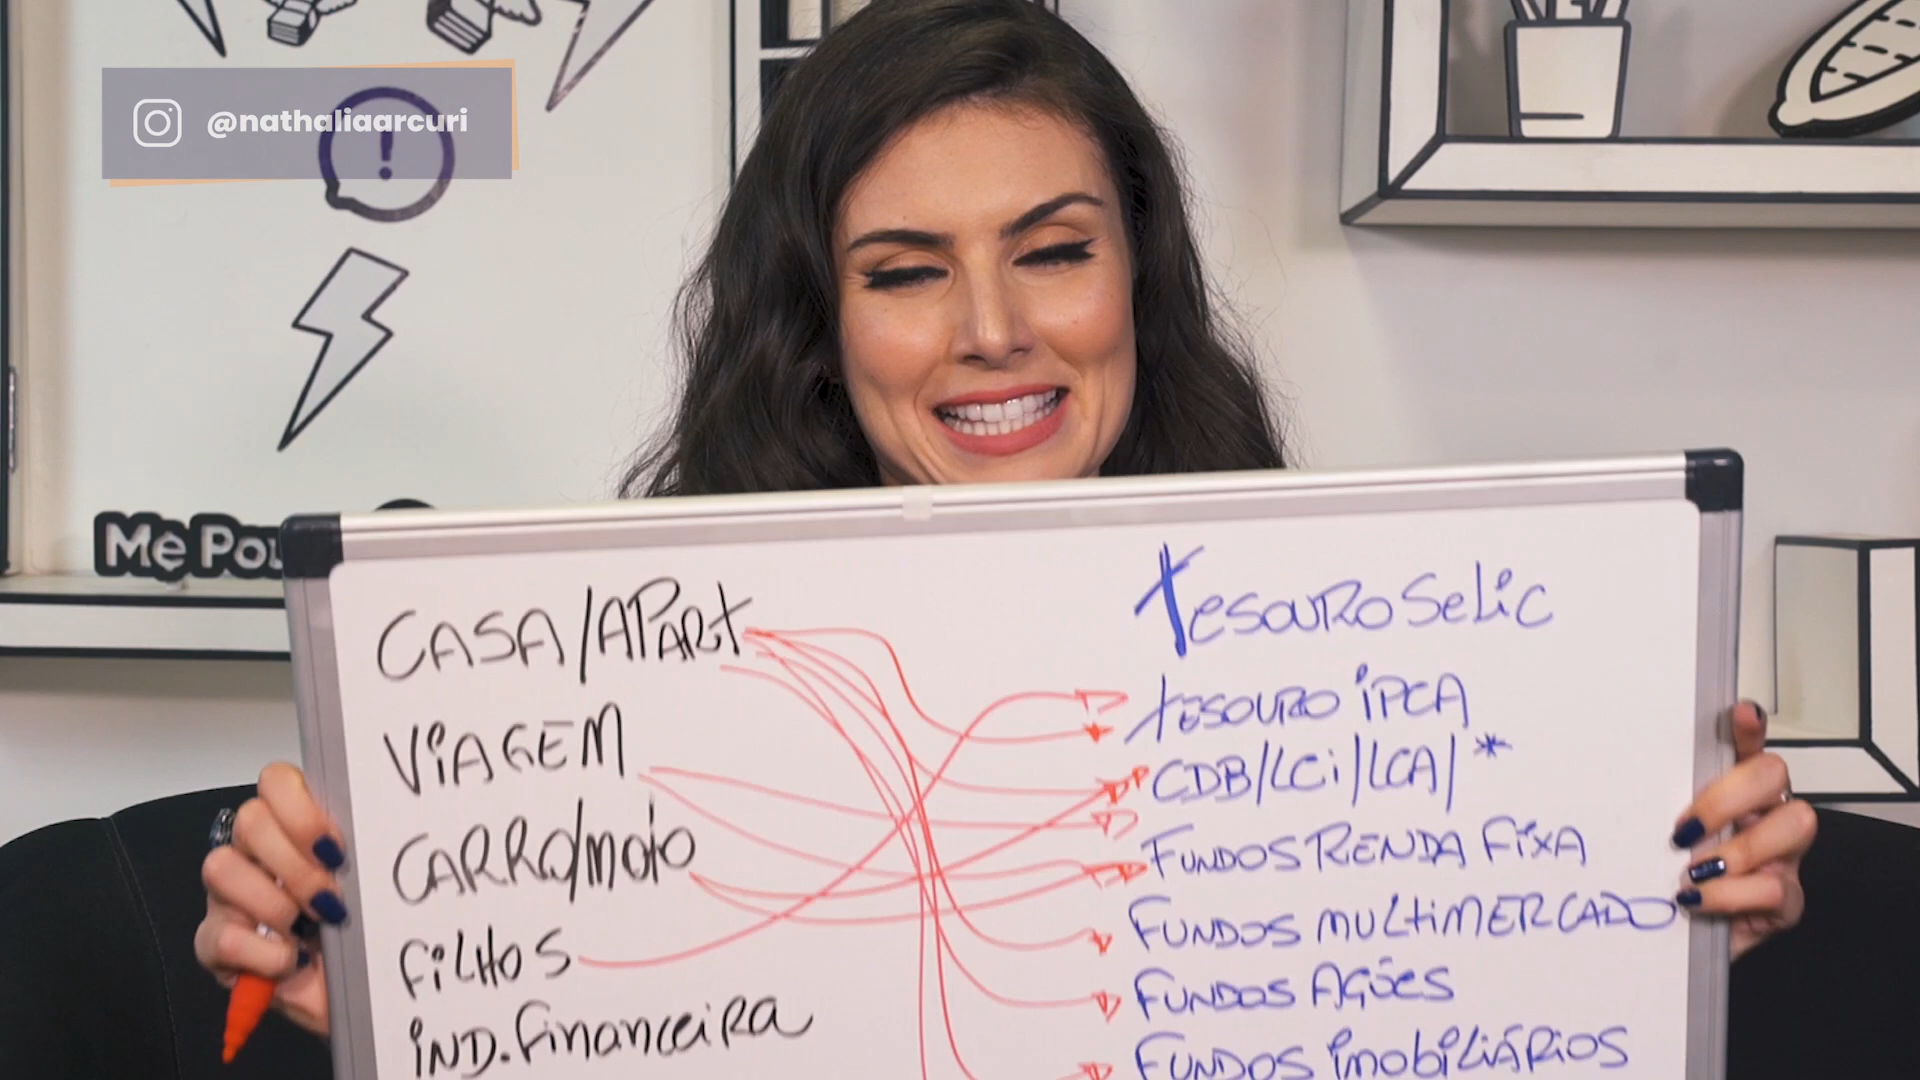 @nathaliaarcuri
!
Me Pou
CASA/APART
VIAGEM
CARRO/MOTO
FILHOS
IND. FINANCEIRA
TESOURO SELIC
TESOURO IPCA
CDB/LCI/LCA/*
FUNDOS RENDA FIXA
FUNDOS MULTIMERCADO
FUNDOS AÇÕES
FUNDOS IMOBILIÁRIOS